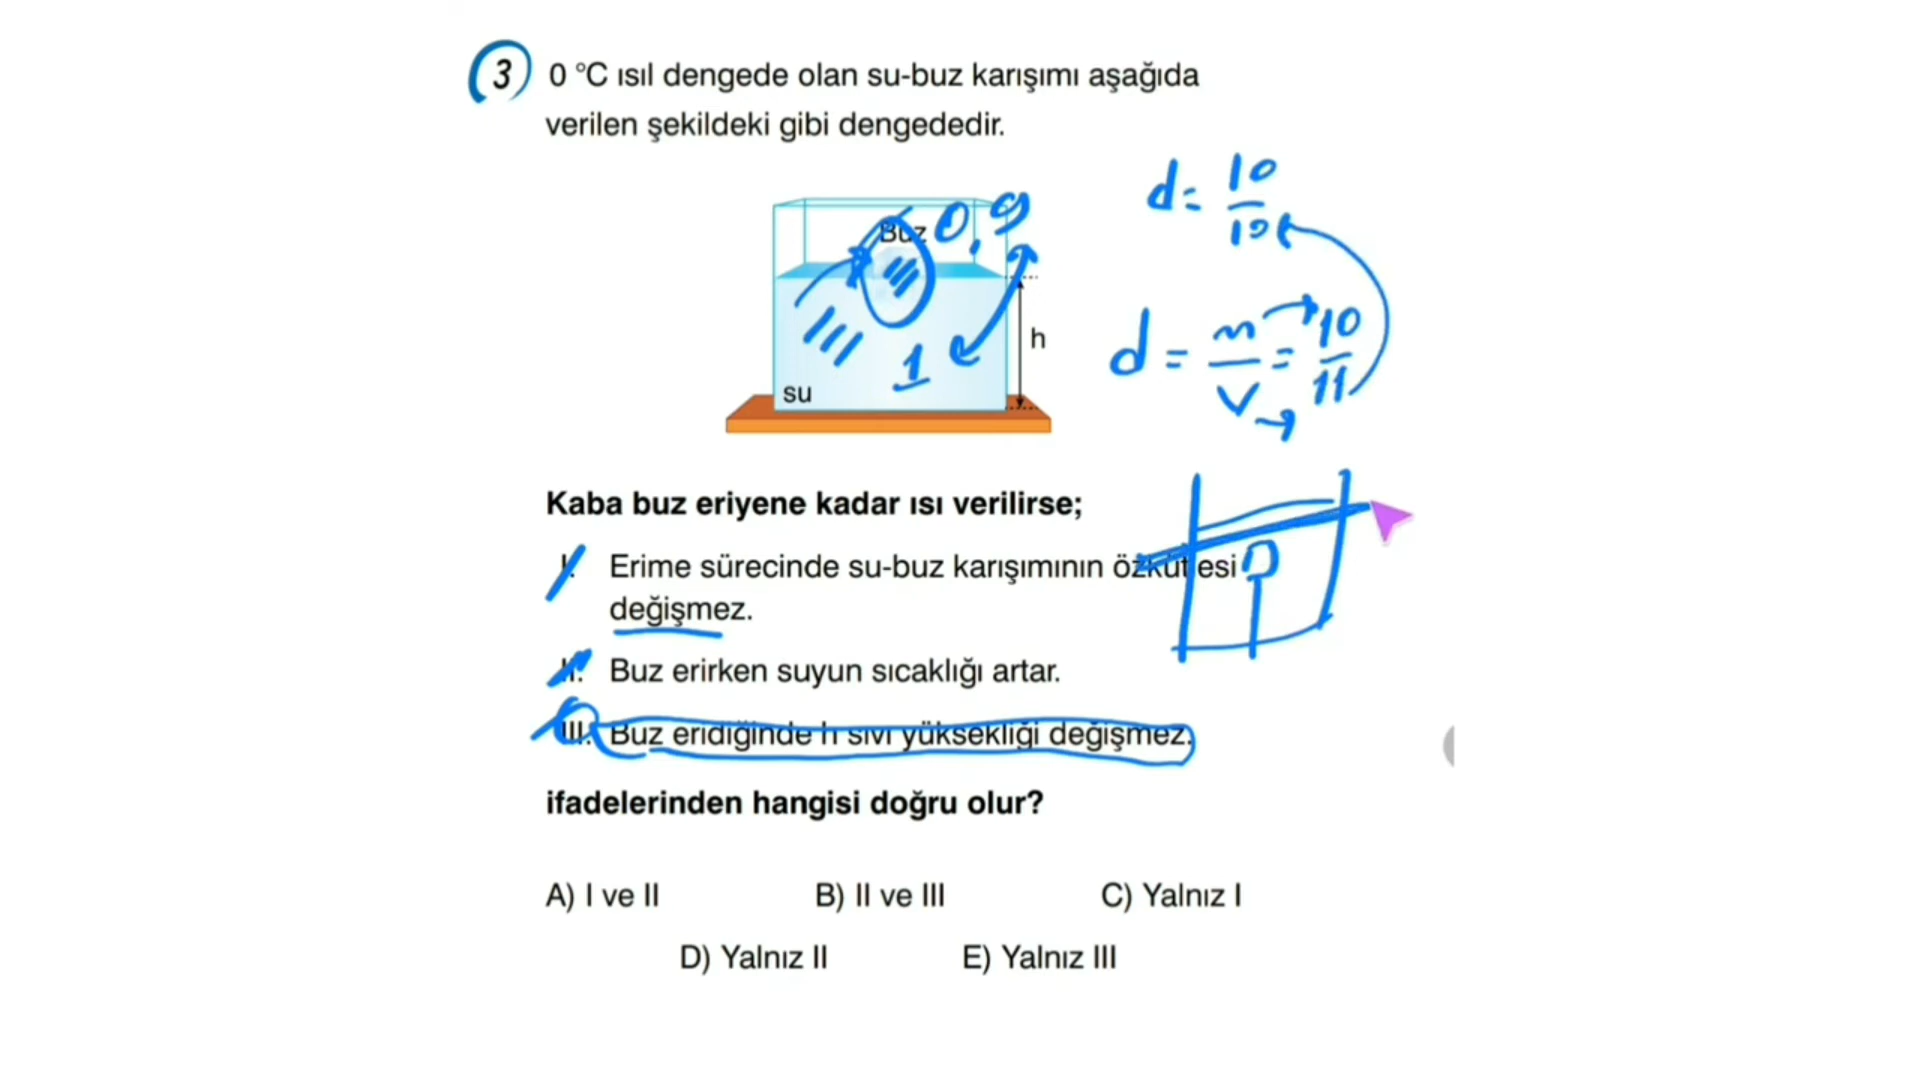 3 0 °C ısıl dengede olan su-buz karışımı aşağıda
verilen şekildeki gibi dengededir.
Buz 0,9
h
1
su
d= 10/10
d = m/V = 10/11
Kaba buz eriyene kadar ısı verilirse;
I. Erime sürecinde su-buz karışımının özkütlesi
değişmez.
II. Buz erirken suyun sıcaklığı artar.
III. Buz eridiğinde h sıvı yüksekliği değişmez.
ifadelerinden hangisi doğru olur?
A) I ve II B) II ve III C) Yalnız I
D) Yalnız II E) Yalnız III